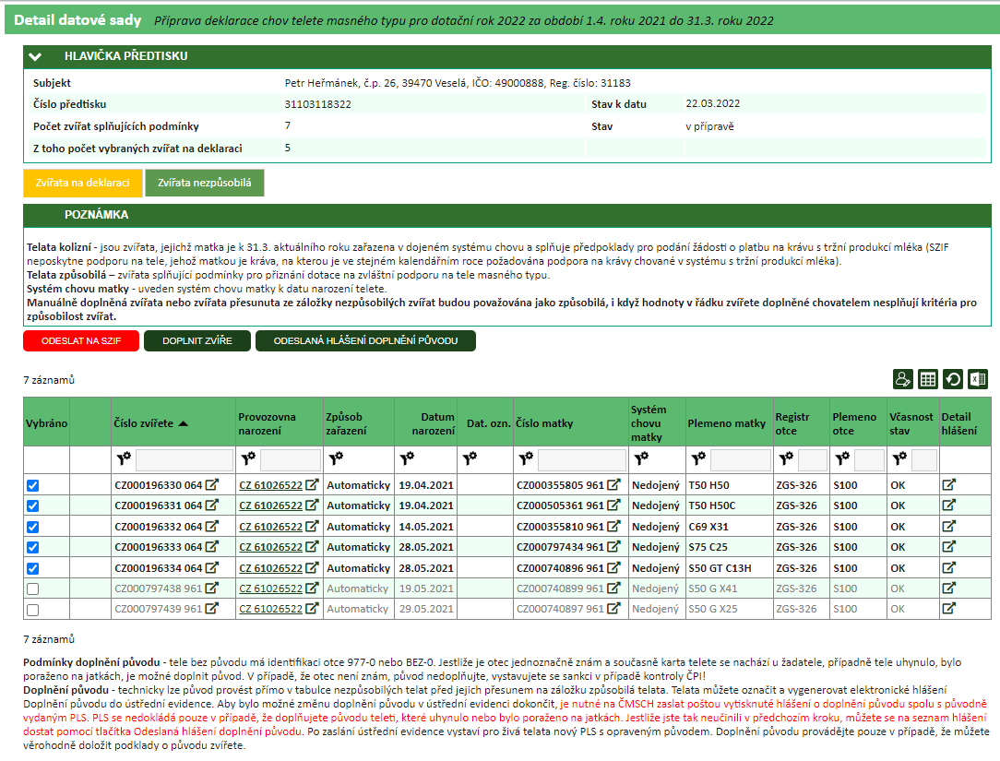 Detail datové sady Příprava deklarace chov telete masného typu pro dotační rok 2022 za období 1.4. roku 2021 do 31.3. roku 2022
HLAVIČKA PŘEDTISKU
Subjekt Petr Heřmánek, č.p. 26, 39470 Veselá, IČO: 49000888, Reg. číslo: 31183
Číslo předtisku 31103118322 Stav k datu 22.03.2022
Počet zvířat splňujících podmínky 7 Stav v přípravě
Z toho počet vybraných zvířat na deklaraci 5
Zvířata na deklaraci Zvířata nezpůsobilá
POZNÁMKA
Telata kolizní - jsou zvířata, jejichž matka je k 31.3. aktuálního roku zařazena v dojeném systému chovu a splňuje předpoklady pro podání žádosti o platbu na krávu s tržní produkcí mléka (SZIF
neposkytne podporu na tele, jehož matkou je kráva, na kterou je ve stejném kalendářním roce požadována podpora na krávy chované v systému s tržní produkcí mléka).
Telata způsobilá – zvířata splňující podmínky pro přiznání dotace na zvláštní podporu na tele masného typu.
Systém chovu matky - uveden systém chovu matky k datu narození telete.
Manuálně doplněná zvířata nebo zvířata přesunuta ze záložky nezpůsobilých zvířat budou považována jako způsobilá, i když hodnoty v řádku zvířete doplněné chovatelem nesplňují kritéria pro
způsobilost zvířat.
ODESLAT NA SZIF DOPLNIT ZVÍŘE ODESLANÁ HLÁŠENÍ DOPLNĚNÍ PŮVODU
7 záznamů
Vybráno Číslo zvířete Provozovna narození Způsob zařazení Datum narození Dat. ozn. Číslo matky Systém chovu matky Plemeno matky Registr otce Plemeno otce Včasnost stav Detail hlášení
CZ000196330 064 CZ 61026522 Automaticky 19.04.2021 CZ000355805 961 Nedojený T50 H50 ZGS-326 S100 OK
CZ000196331 064 CZ 61026522 Automaticky 19.04.2021 CZ000505361 961 Nedojený T50 H50C ZGS-326 S100 OK
CZ000196332 064 CZ 61026522 Automaticky 14.05.2021 CZ000355810 961 Nedojený C69 X31 ZGS-326 S100 OK
CZ000196333 064 CZ 61026522 Automaticky 28.05.2021 CZ000797434 961 Nedojený S75 C25 ZGS-326 S100 OK
CZ000196334 064 CZ 61026522 Automaticky 28.05.2021 CZ000740896 961 Nedojený S50 GT C13H ZGS-326 S100 OK
CZ000797438 961 CZ 61026522 Automaticky 19.05.2021 CZ000740899 961 Nedojený S50 G X41 ZGS-326 S100 OK
CZ000797439 961 CZ 61026522 Automaticky 29.05.2021 CZ000740897 961 Nedojený S50 G X25 ZGS-326 S100 OK
7 záznamů
Podmínky doplnění původu - tele bez původu má identifikaci otce 977-0 nebo BEZ-0. Jestliže je otec jednoznačně znám a současně karta telete se nachází u žadatele, případně tele uhynulo, bylo
poraženo na jatkách, je možné doplnit původ. V případě, že otec není znám, původ nedoplňujte, vystavujete se sankci v případě kontroly ČPI!
Doplnění původu - technicky lze původ provést přímo v tabulce nezpůsobilých telat před jejich přesunem na záložku způsobilá telata. Telata můžete označit a vygenerovat elektronické hlášení
Doplnění původu do ústřední evidence. Aby bylo možné změnu doplnění původu v ústřední evidenci dokončit, je nutné na ČMSCH zaslat poštou vytisknuté hlášení o doplnění původu spolu s původně
vydaným PLS. PLS se nedokládá pouze v případě, že doplňujete původu teleti, které uhynulo nebo bylo poraženo na jatkách. Jestliže jste tak neučinili v předchozím kroku, můžete se na seznam hlášení
dostat pomocí tlačítka Odeslaná hlášení doplnění původu. Po zaslání ústřední evidence vystaví pro živá telata nový PLS s opraveným původem. Doplnění původu provádějte pouze v případě, že můžete
věrohodně doložit podklady o původu zvířete.